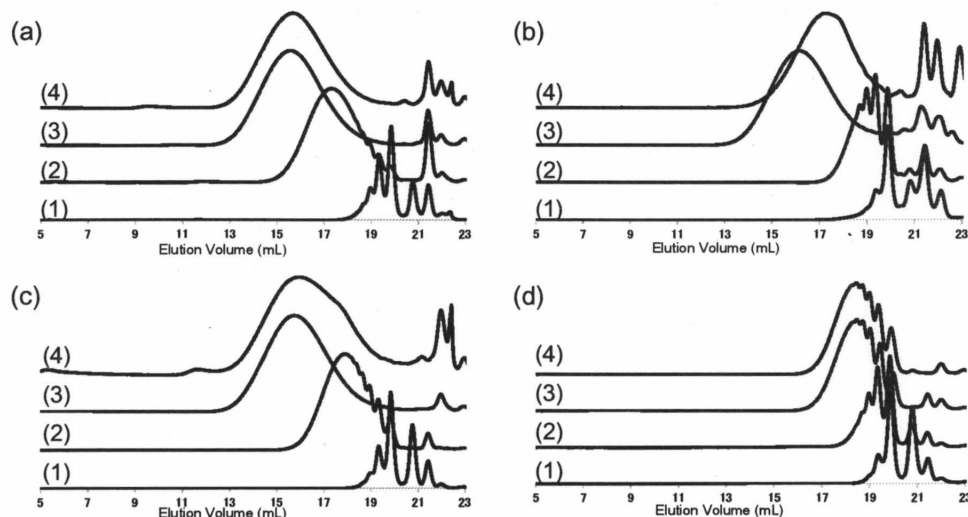 (a)
(4)
(3)
(2)
(1)
5 7 9 11 13 15 17 19 21 23
Elution Volume (mL)
(b)
(4)
(3)
(2)
(1)
5 7 9 11 13 15 17 19 21 23
Elution Volume (mL)
(c)
(4)
(3)
(2)
(1)
5 7 9 11 13 15 17 19 21 23
Elution Volume (mL)
(d)
(4)
(3)
(2)
(1)
5 7 9 11 13 15 17 19 21 23
Elution Volume (mL)